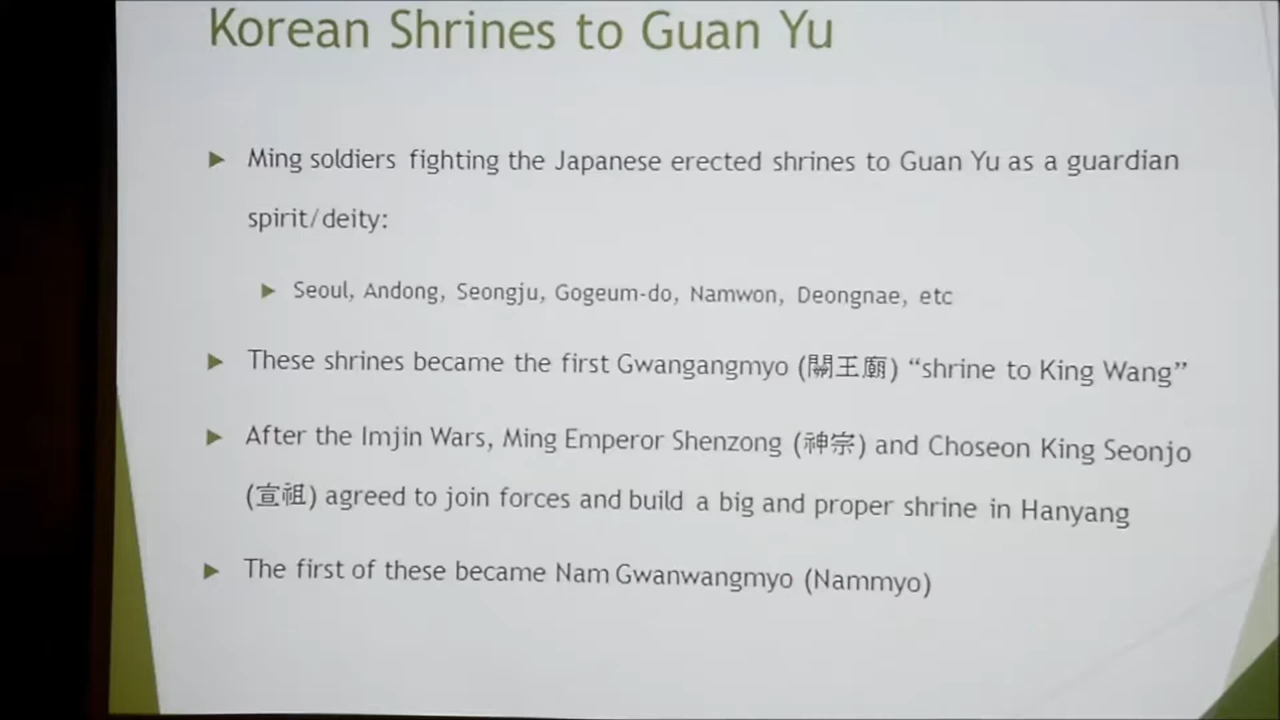 Korean Shrines to Guan Yu
Ming soldiers fighting the Japanese erected shrines to Guan Yu as a guardian
spirit/deity:
Seoul, Andong, Seongju, Gogeum-do, Namwon, Deongnae, etc
These shrines became the first Gwangangmyo (關王廟) “shrine to King Wang”
After the Imjin Wars, Ming Emperor Shenzong (神宗) and Choseon King Seonjo
(宣祖) agreed to join forces and build a big and proper shrine in Hanyang
The first of these became Nam Gwanwangmyo (Nammyo)